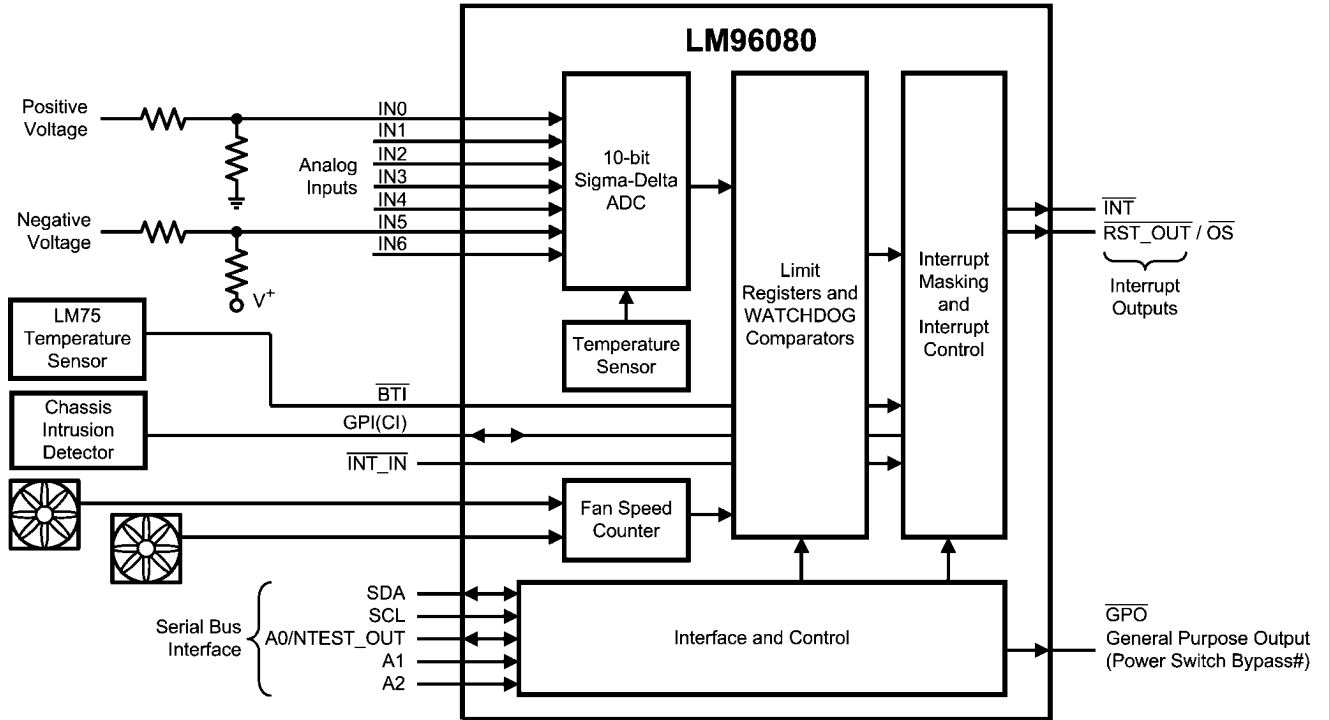 LM96080
Positive
Voltage
IN0
IN1
IN2
IN3
IN4
IN5
IN6
Analog
Inputs
Negative
Voltage
V+
10-bit
Sigma-Delta
ADC
Temperature
Sensor
Limit
Registers and
WATCHDOG
Comparators
Interrupt
Masking
and
Interrupt
Control
INT
RST_OUT / OS
Interrupt
Outputs
LM75
Temperature
Sensor
BTI
Chassis
Intrusion
Detector
GPI(CI)
INT_IN
Fan Speed
Counter
Serial Bus
Interface
SDA
SCL
A0/NTEST_OUT
A1
A2
Interface and Control
GPO
General Purpose Output
(Power Switch Bypass#)